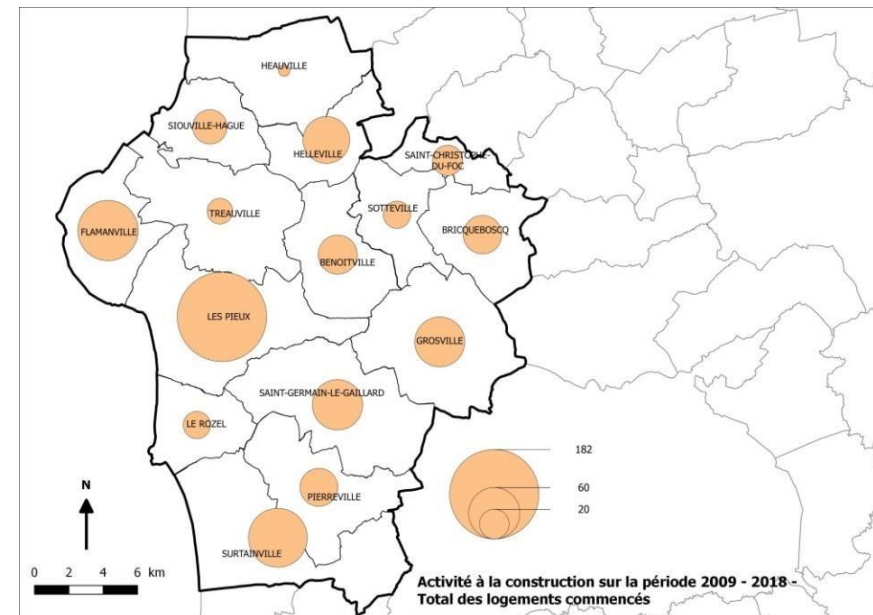 HEAUVILLE
SIOUVILLE-HAGUE
HELLEVILLE
SAINT-CHRISTOPHE-
DU-FOC
TREAUVILLE
SOTTEVILLE
FLAMANVILLE
BRICQUEBOSCQ
BENOITVILLE
LES PIEUX
GROSVILLE
SAINT-GERMAIN-LE-GAILLARD
LE ROZEL
182
60
20
N
PIERREVILLE
SURTAINVILLE
0 2 4 6 km
Activité à la construction sur la période 2009 - 2018 -
Total des logements commencés